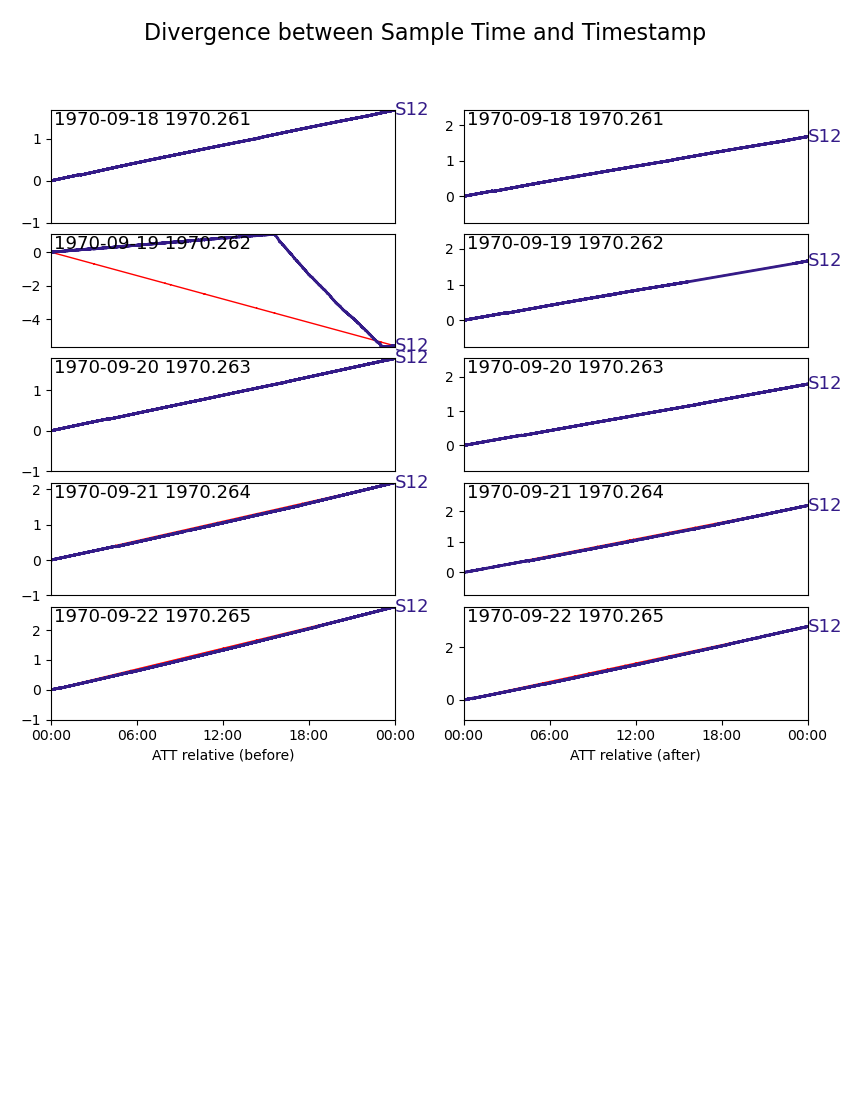 Divergence between Sample Time and Timestamp
1970-09-18 1970.261
S12
1
0
−1
1970-09-18 1970.261
S12
2
1
0
1970-09-19 1970.262
S12
0
−2
−4
1970-09-19 1970.262
S12
2
1
0
1970-09-20 1970.263
S12
1
0
−1
1970-09-20 1970.263
S12
2
1
0
1970-09-21 1970.264
S12
2
1
0
−1
1970-09-21 1970.264
S12
2
1
0
1970-09-22 1970.265
S12
2
1
0
−1
00:00 06:00 12:00 18:00 00:00
ATT relative (before)
1970-09-22 1970.265
S12
2
0
00:00 06:00 12:00 18:00 00:00
ATT relative (after)